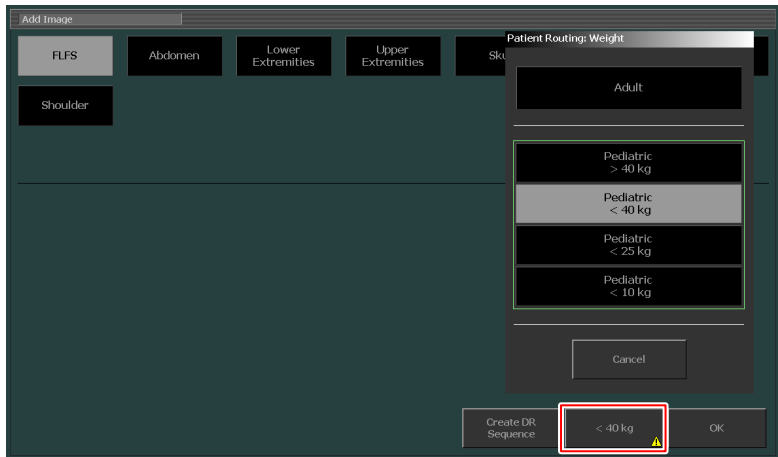 Add Image
FLFS
Abdomen
Lower
Extremities
Upper
Extremities
Shoulder
Patient Routing: Weight
Adult
Pediatric
> 40 kg
Pediatric
< 40 kg
Pediatric
< 25 kg
Pediatric
< 10 kg
Cancel
Create DR
Sequence
< 40 kg
OK